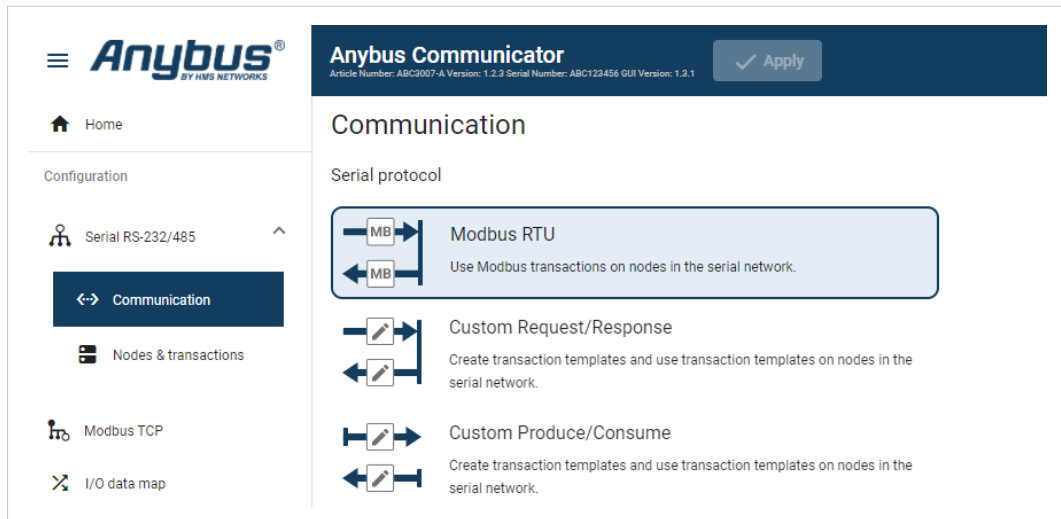 Anybus®
BY HMS NETWORKS
Anybus Communicator
Article Number: ABC3007-A Version: 1.2.3 Serial Number: ABC123456 GUI Version: 1.3.1
Apply
Home
Configuration
Serial RS-232/485
Communication
Nodes & transactions
Modbus TCP
I/O data map
Communication
Serial protocol
MB
MB
Modbus RTU
Use Modbus transactions on nodes in the serial network.
Custom Request/Response
Create transaction templates and use transaction templates on nodes in the
serial network.
Custom Produce/Consume
Create transaction templates and use transaction templates on nodes in the
serial network.